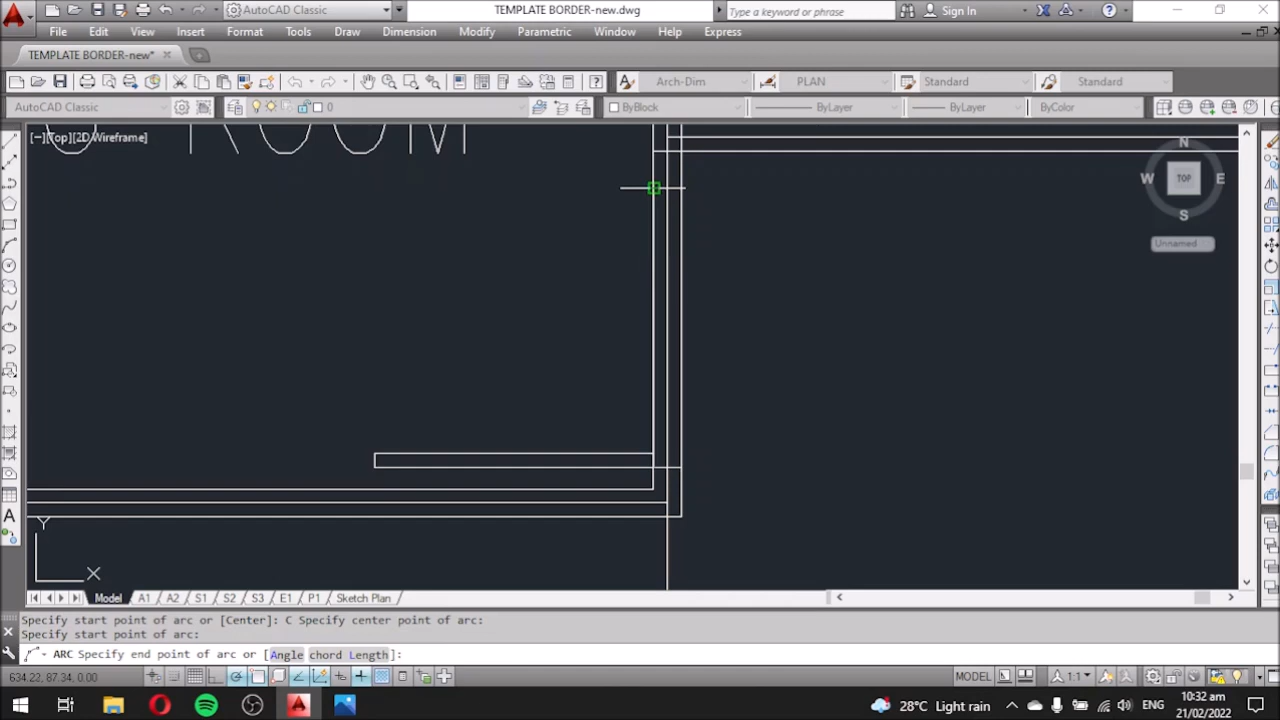 AutoCAD Classic
TEMPLATE BORDER-new.dwg
Type a keyword or phrase
Sign In
File Edit View Insert Format Tools Draw Dimension Modify Parametric Window Help Express
TEMPLATE BORDER-new*
Arch-Dim PLAN Standard Standard
AutoCAD Classic 0 ByBlock ByLayer ByLayer ByColor
[−][Top][2D Wireframe]
ROOM
N
W TOP E
S
Unnamed
Y
X
Model A1 A2 S1 S2 S3 E1 P1 Sketch Plan
Specify start point of arc or [Center]: C Specify center point of arc:
Specify start point of arc:
ARC Specify end point of arc or [Angle chord Length]:
634.22, 87.34, 0.00 MODEL 1:1
28°C Light rain ENG 10:32 am
21/02/2022